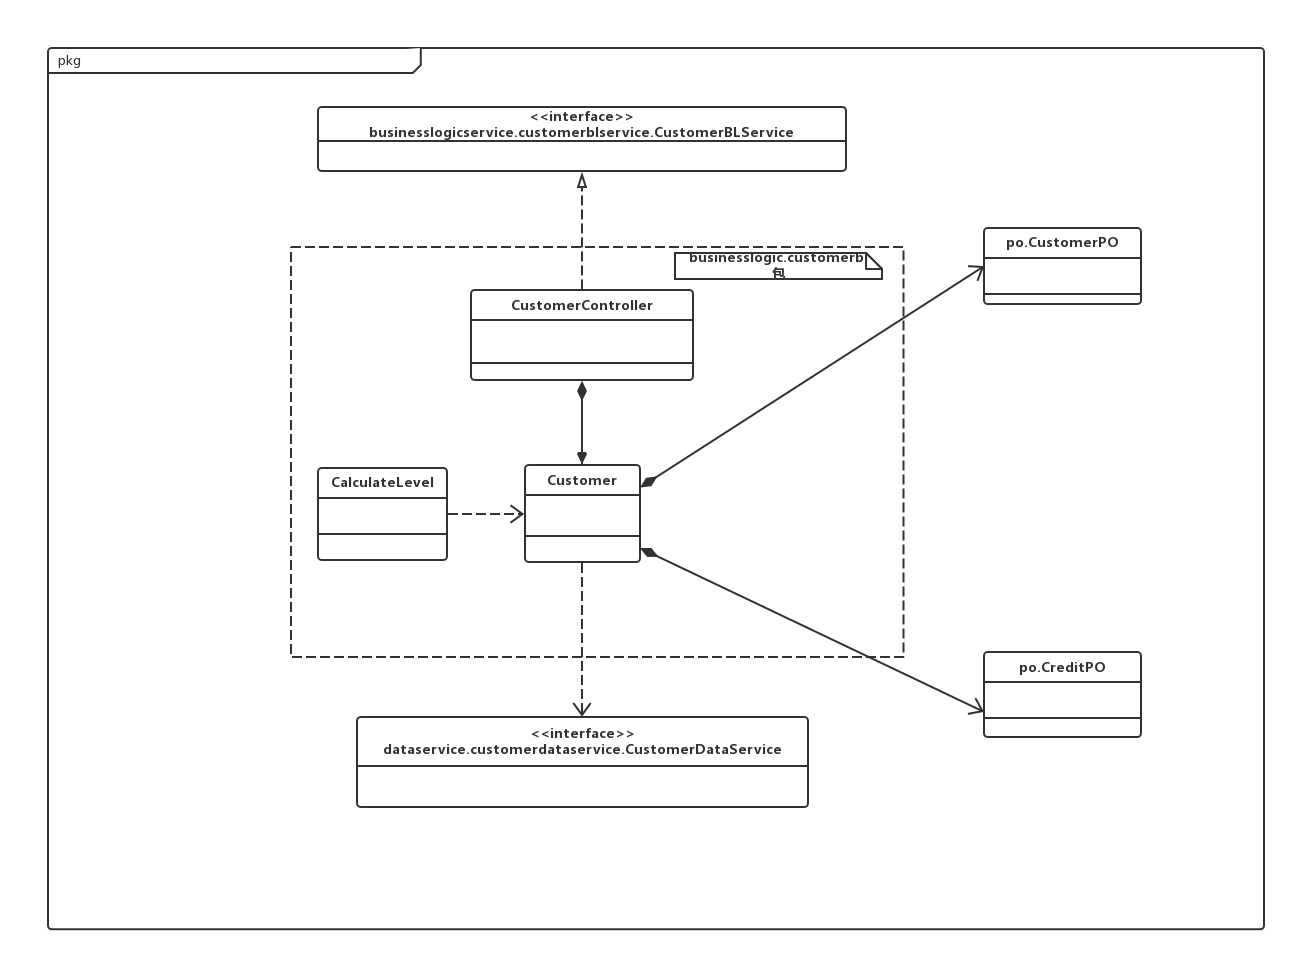 pkg
<<interface>>
businesslogicservice.customerblservice.CustomerBLService
po.CustomerPO
businesslogic.customerb
包
CustomerController
CalculateLevel
Customer
po.CreditPO
<<interface>>
dataservice.customerdataservice.CustomerDataService